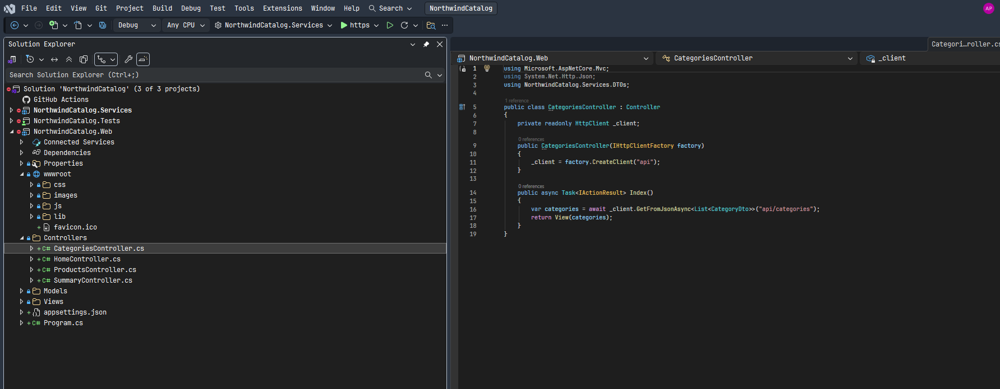 File Edit View Git Project Build Debug Test Tools Extensions Window Help Search NorthwindCatalog AP
Debug Any CPU NorthwindCatalog.Services https
Solution Explorer
Search Solution Explorer (Ctrl+;)
Solution 'NorthwindCatalog' (3 of 3 projects)
GitHub Actions
NorthwindCatalog.Services
NorthwindCatalog.Tests
NorthwindCatalog.Web
Connected Services
Dependencies
Properties
wwwroot
css
images
js
lib
favicon.ico
Controllers
C# CategoriesController.cs
C# HomeController.cs
C# ProductsController.cs
C# SummaryController.cs
Models
Views
appsettings.json
C# Program.cs
Categori…roller.cs
NorthwindCatalog.Web CategoriesController _client
1 using Microsoft.AspNetCore.Mvc;
2 using System.Net.Http.Json;
3 using NorthwindCatalog.Services.DTOs;
4
1 reference
5 public class CategoriesController : Controller
6 {
7 private readonly HttpClient _client;
8
0 references
9 public CategoriesController(IHttpClientFactory factory)
10 {
11 _client = factory.CreateClient("api");
12 }
13
0 references
14 public async Task<IActionResult> Index()
15 {
16 var categories = await _client.GetFromJsonAsync<List<CategoryDto>>("api/categories");
17 return View(categories);
18 }
19 }